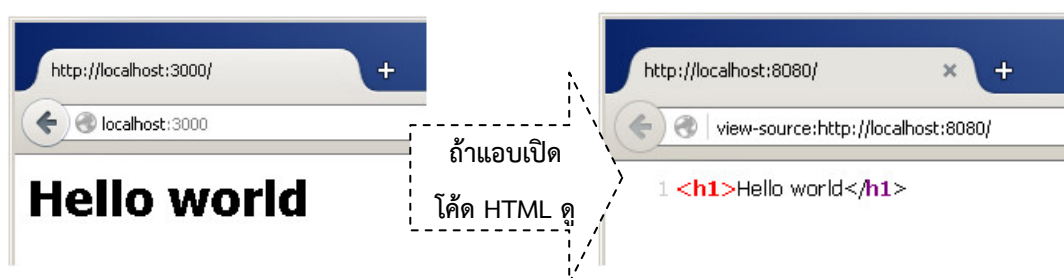 http://localhost:3000/
+
localhost:3000
Hello world
ถ้าแอบเปิด
โค้ด HTML ดู
http://localhost:8080/ × +
view-source:http://localhost:8080/
1 <h1>Hello world</h1>